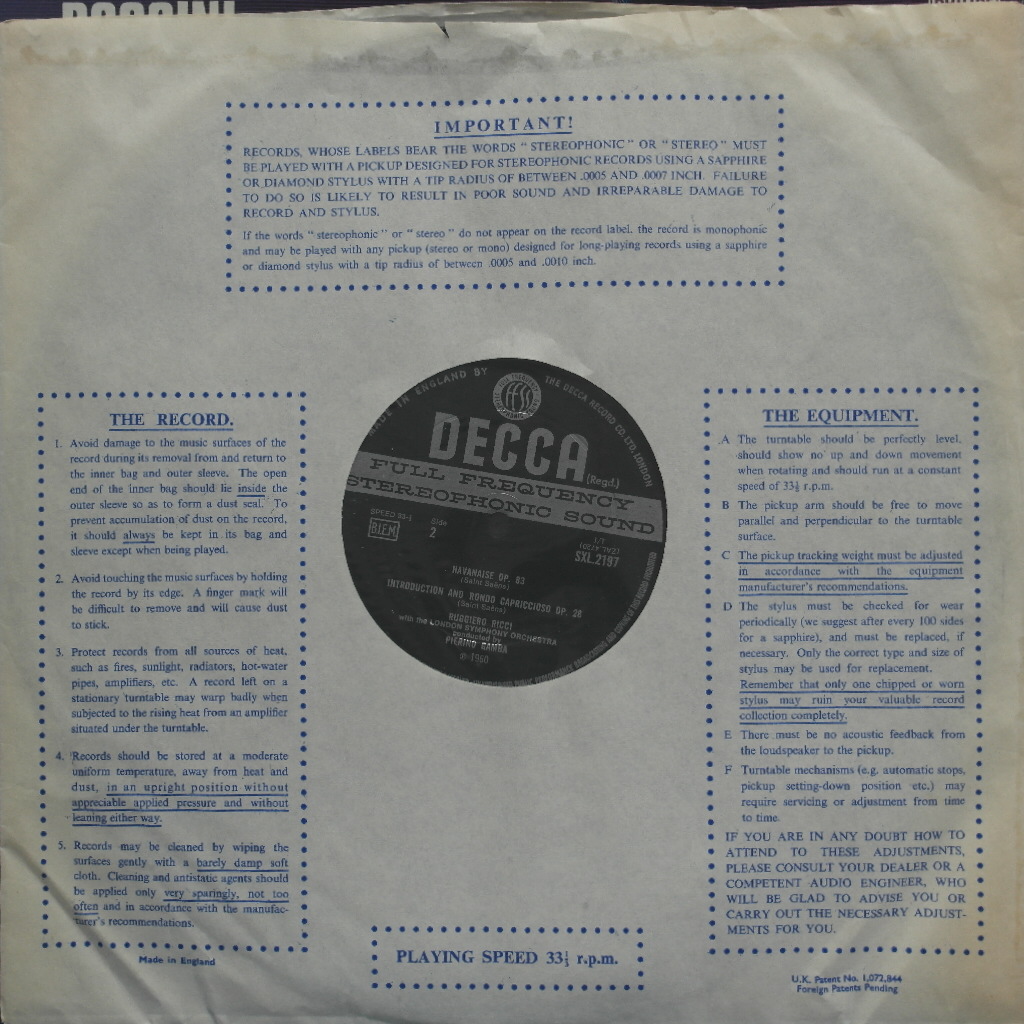 IMPORTANT!
RECORDS, WHOSE LABELS BEAR THE WORDS “ STEREOPHONIC ” OR “ STEREO ” MUST
BE PLAYED WITH A PICKUP DESIGNED FOR STEREOPHONIC RECORDS USING A SAPPHIRE
OR DIAMOND STYLUS WITH A TIP RADIUS OF BETWEEN .0005 AND .0007 INCH. FAILURE
TO DO SO IS LIKELY TO RESULT IN POOR SOUND AND IRREPARABLE DAMAGE TO
RECORD AND STYLUS.
If the words “ stereophonic ” or “ stereo ” do not appear on the record label, the record is monophonic
and may be played with any pickup (stereo or mono) designed for long-playing records using a sapphire
or diamond stylus with a tip radius of between .0005 and .0010 inch.
THE RECORD.
1. Avoid damage to the music surfaces of the
record during its removal from and return to
the inner bag and outer sleeve. The open
end of the inner bag should lie inside the
outer sleeve so as to form a dust seal. To
prevent accumulation of dust on the record,
it should always be kept in its bag and
sleeve except when being played.
2. Avoid touching the music surfaces by holding
the record by its edge. A finger mark will
be difficult to remove and will cause dust
to stick.
3. Protect records from all sources of heat,
such as fires, sunlight, radiators, hot-water
pipes, amplifiers, etc. A record left on a
stationary turntable may warp badly when
subjected to the rising heat from an amplifier
situated under the turntable.
4. Records should be stored at a moderate
uniform temperature, away from heat and
dust, in an upright position without
appreciable applied pressure and without
leaning either way.
5. Records may be cleaned by wiping the
surfaces gently with a barely damp soft
cloth. Cleaning and antistatic agents should
be applied only very sparingly, not too
often and in accordance with the manufac-
turer's recommendations.
Made in England
MADE IN ENGLAND BY
THE DECCA RECORD CO. LTD, LONDON
FFSS
DECCA
(Regd.)
FULL FREQUENCY
STEREOPHONIC SOUND
SPEED 33⅓
BIEM
Side
2
SXL.2197
HAVANAISE OP. 83
(Saint-Saëns)
INTRODUCTION AND RONDO CAPRICCIOSO OP. 28
(Saint-Saëns)
RUGGIERO RICCI
with the LONDON SYMPHONY ORCHESTRA
conducted by
PIERINO GAMBA
℗ 1960
THE EQUIPMENT.
A The turntable should be perfectly level,
should show no up and down movement
when rotating and should run at a constant
speed of 33⅓ r.p.m.
B The pickup arm should be free to move
parallel and perpendicular to the turntable
surface.
C The pickup tracking weight must be adjusted
in accordance with the equipment
manufacturer's recommendations.
D The stylus must be checked for wear
periodically (we suggest after every 100 sides
for a sapphire), and must be replaced, if
necessary. Only the correct type and size of
stylus may be used for replacement.
Remember that only one chipped or worn
stylus may ruin your valuable record
collection completely.
E There must be no acoustic feedback from
the loudspeaker to the pickup.
F Turntable mechanisms (e.g. automatic stops,
pickup setting-down position etc.) may
require servicing or adjustment from time
to time.
IF YOU ARE IN ANY DOUBT HOW TO
ATTEND TO THESE ADJUSTMENTS,
PLEASE CONSULT YOUR DEALER OR A
COMPETENT AUDIO ENGINEER, WHO
WILL BE GLAD TO ADVISE YOU OR
CARRY OUT THE NECESSARY ADJUST-
MENTS FOR YOU.
PLAYING SPEED 33⅓ r.p.m.
U.K. Patent No. 1,072,844
Foreign Patents Pending